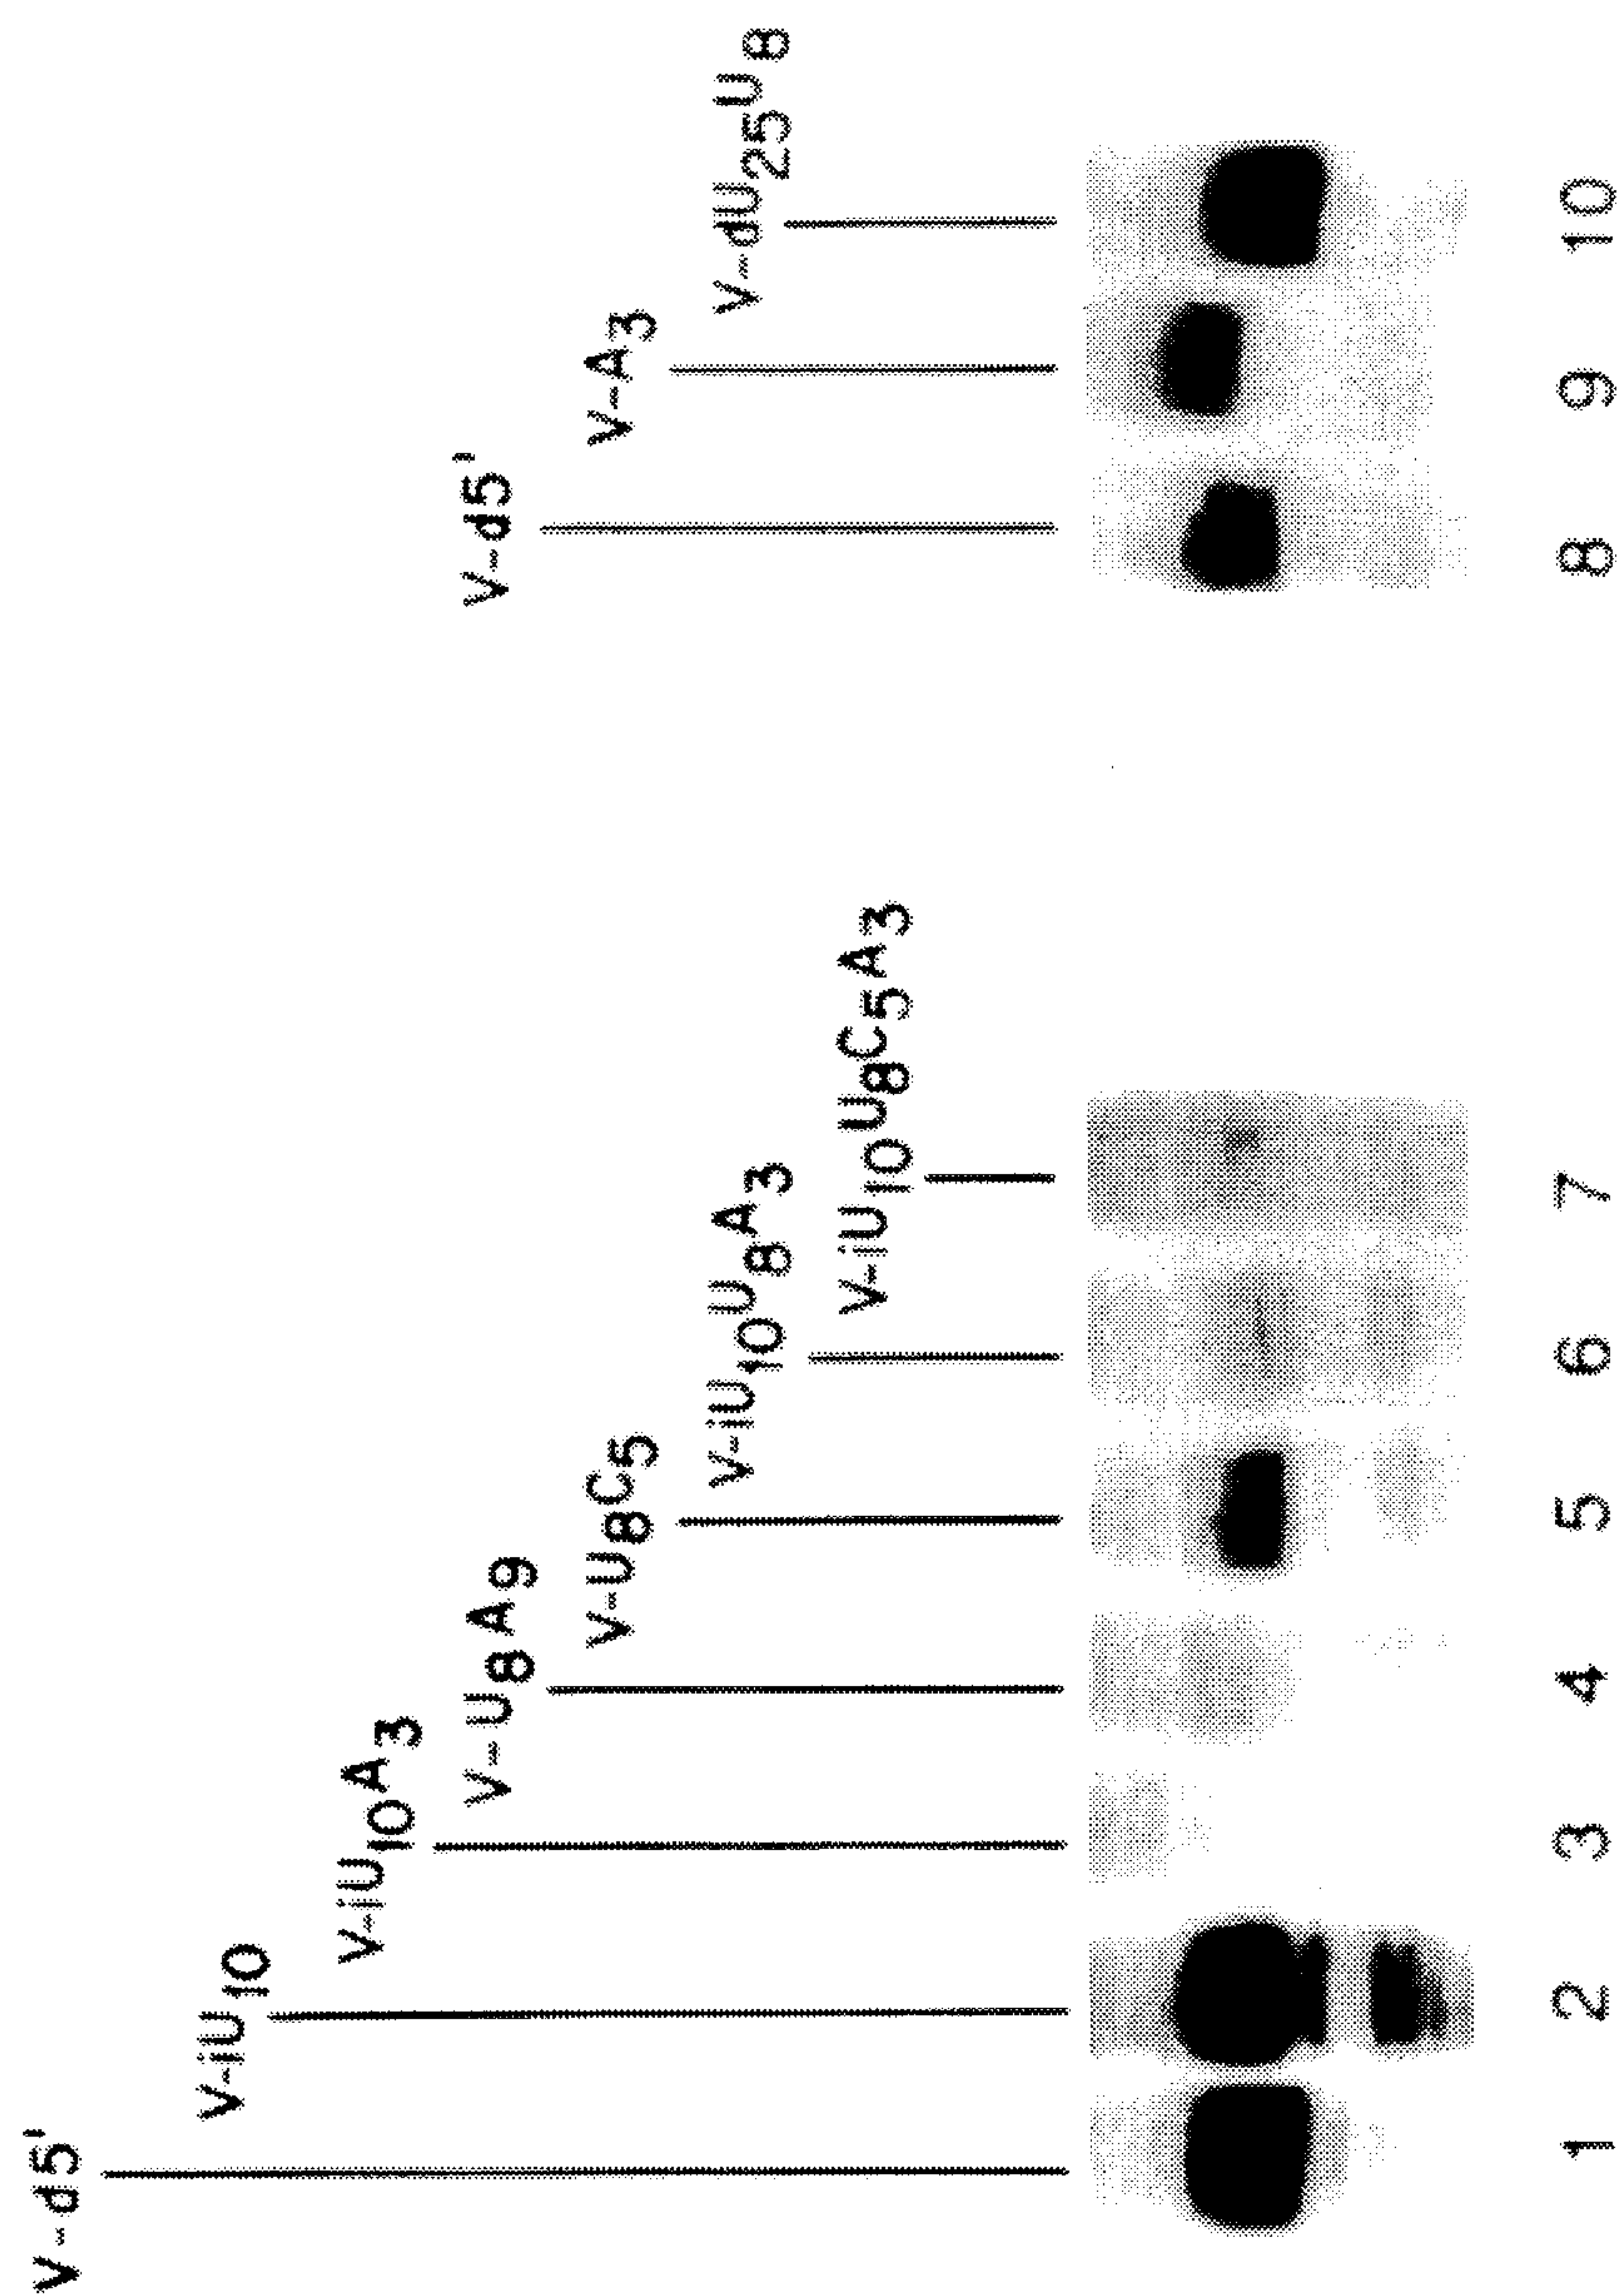 V-d5'
V-iU10
V-iU10A3
V-U8A9
V-U8C5
V-iU10U8A3
V-iU10U8C5A3
1 2 3 4 5 6 7
V-d5'
V-A3
V-dU25U8
8 9 10